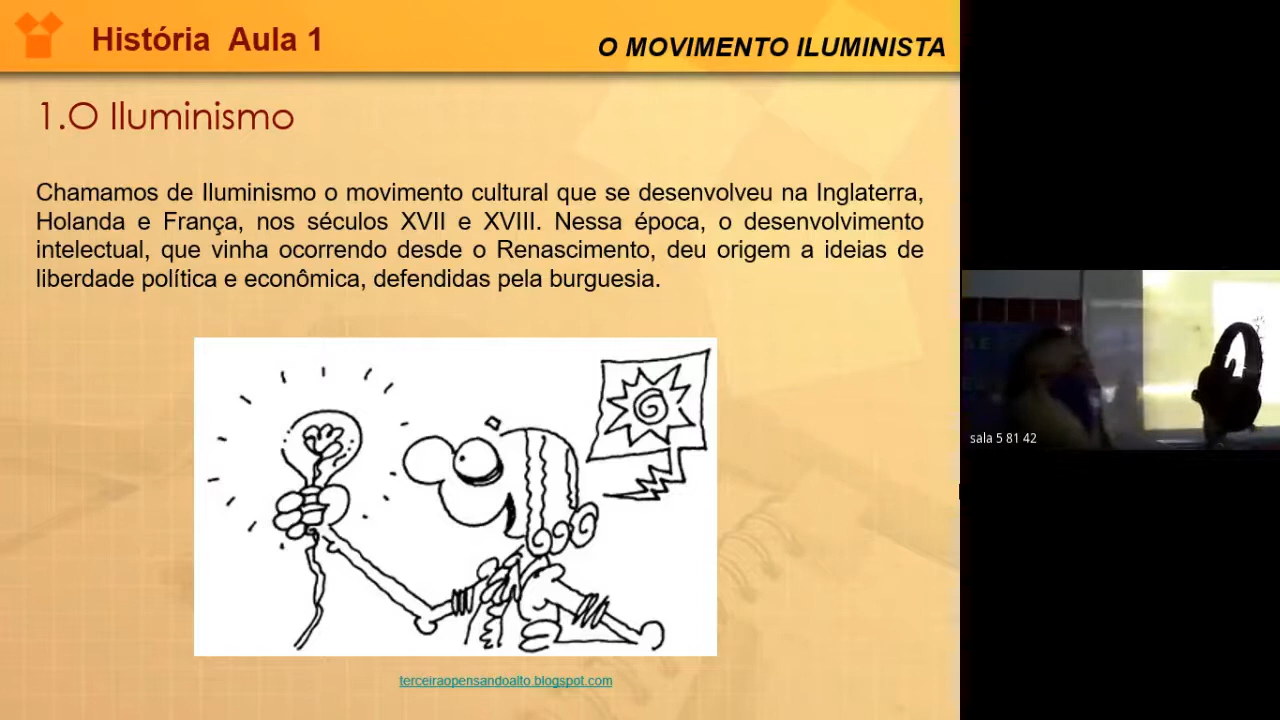 História Aula 1
O MOVIMENTO ILUMINISTA
1.O Iluminismo
Chamamos de Iluminismo o movimento cultural que se desenvolveu na Inglaterra,
Holanda e França, nos séculos XVII e XVIII. Nessa época, o desenvolvimento
intelectual, que vinha ocorrendo desde o Renascimento, deu origem a ideias de
liberdade política e econômica, defendidas pela burguesia.
terceiraopensandoalto.blogspot.com
sala 5 81 42